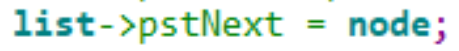 list->pstNext = node;